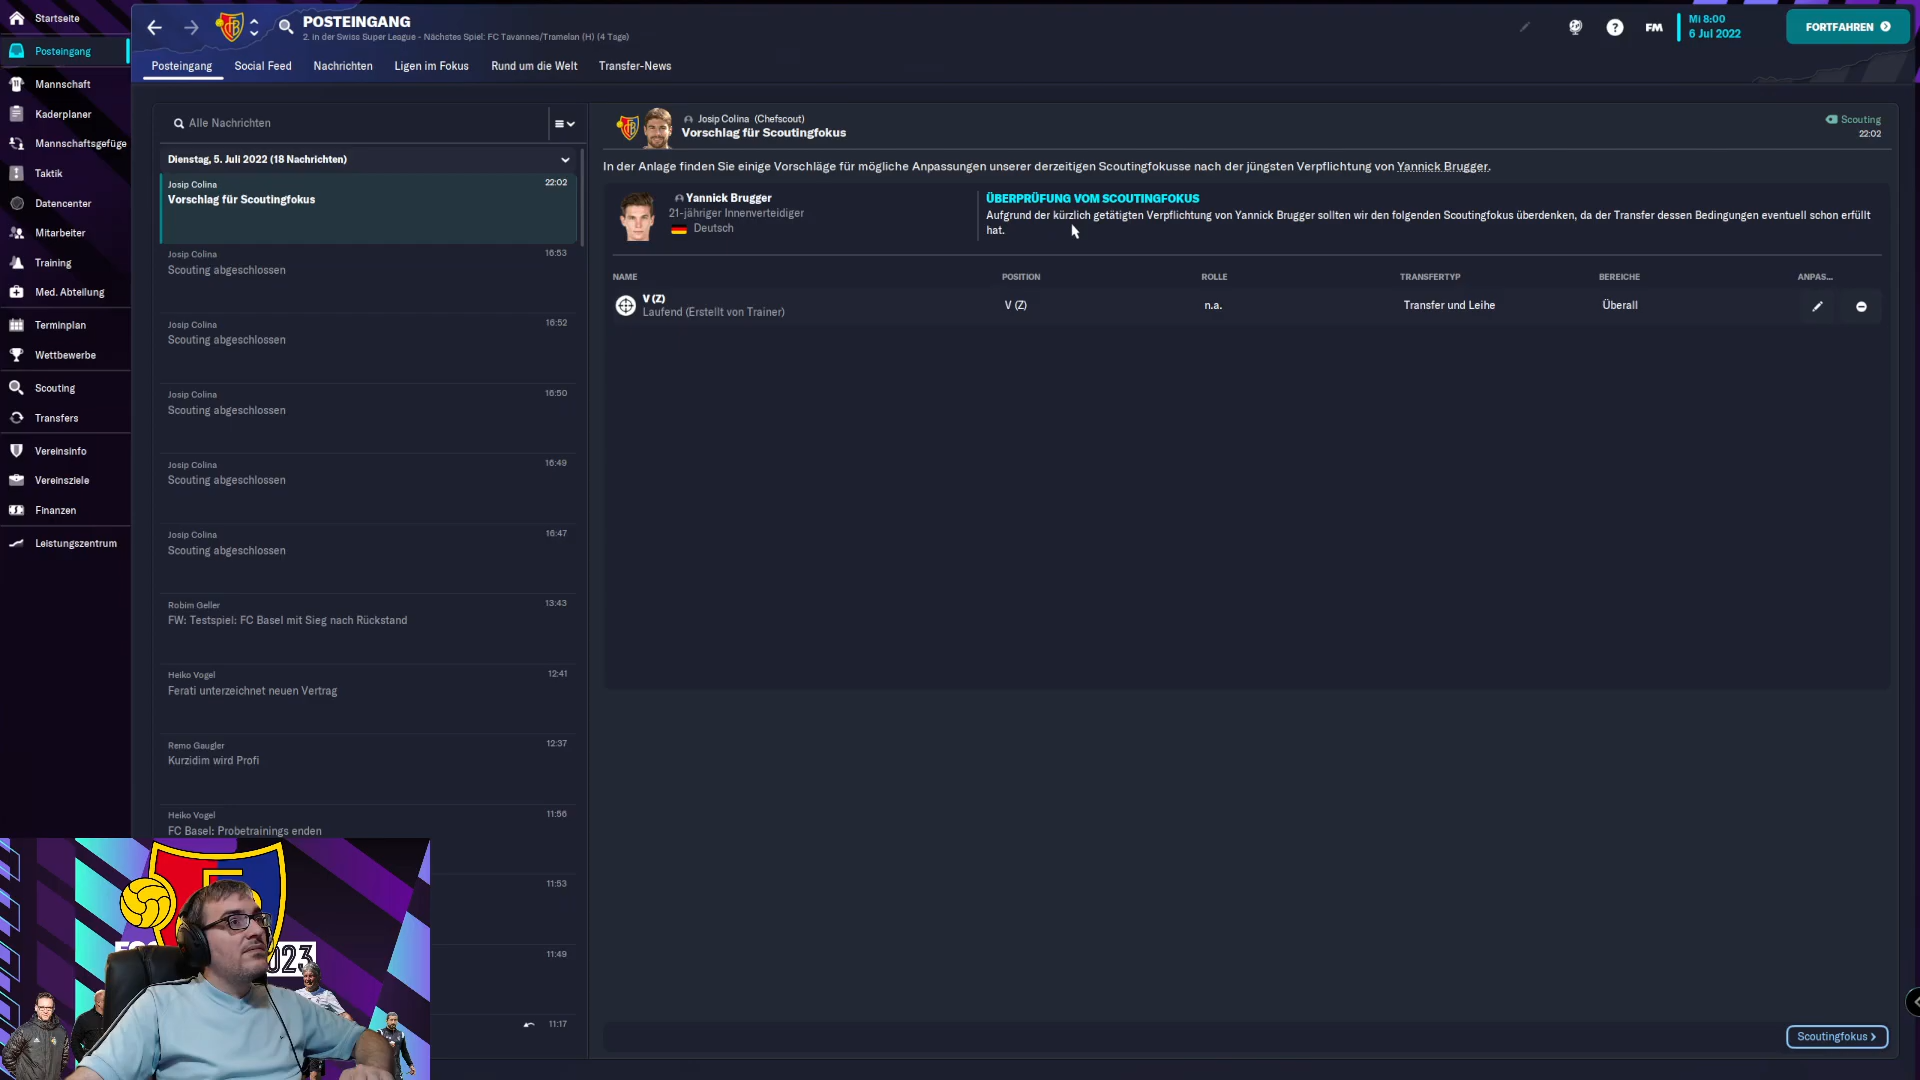 Startseite
Posteingang
Mannschaft
Kaderplaner
Mannschaftsgefüge
Taktik
Datencenter
Mitarbeiter
Training
Med. Abteilung
Terminplan
Wettbewerbe
Scouting
Transfers
Vereinsinfo
Vereinsziele
Finanzen
Leistungszentrum
POSTEINGANG
2. in der Swiss Super League - Nächstes Spiel: FC Tavannes/Tramelan (H) (4 Tage)
FM
Mi 8:00
6 Jul 2022
FORTFAHREN
Posteingang Social Feed Nachrichten Ligen im Fokus Rund um die Welt Transfer-News
Alle Nachrichten
Dienstag, 5. Juli 2022 (18 Nachrichten)
Josip Colina 22:02
Vorschlag für Scoutingfokus
Josip Colina 16:53
Scouting abgeschlossen
Josip Colina 16:52
Scouting abgeschlossen
Josip Colina 16:50
Scouting abgeschlossen
Josip Colina 16:49
Scouting abgeschlossen
Josip Colina 16:47
Scouting abgeschlossen
Robim Geller 13:43
FW: Testspiel: FC Basel mit Sieg nach Rückstand
Heiko Vogel 12:41
Ferati unterzeichnet neuen Vertrag
Remo Gaugler 12:37
Kurzidim wird Profi
Heiko Vogel 11:56
FC Basel: Probetrainings enden
11:53
11:49
11:17
Josip Colina (Chefscout)
Vorschlag für Scoutingfokus
Scouting
22:02
In der Anlage finden Sie einige Vorschläge für mögliche Anpassungen unserer derzeitigen Scoutingfokusse nach der jüngsten Verpflichtung von Yannick Brugger.
Yannick Brugger
21-jähriger Innenverteidiger
Deutsch
ÜBERPRÜFUNG VOM SCOUTINGFOKUS
Aufgrund der kürzlich getätigten Verpflichtung von Yannick Brugger sollten wir den folgenden Scoutingfokus überdenken, da der Transfer dessen Bedingungen eventuell schon erfüllt
hat.
NAME POSITION ROLLE TRANSFERTYP BEREICHE ANPAS...
V (Z)
Laufend (Erstellt von Trainer)
V (Z) n.a. Transfer und Leihe Überall
Scoutingfokus >